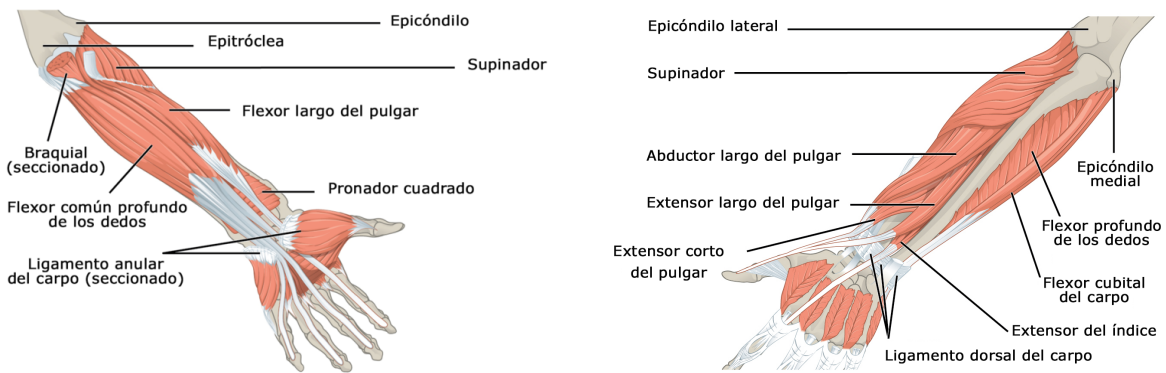 Epicóndilo
Epitróclea
Supinador
Flexor largo del pulgar
Braquial
(seccionado)
Pronador cuadrado
Flexor común profundo
de los dedos
Ligamento anular
del carpo (seccionado)
Epicóndilo lateral
Supinador
Abductor largo del pulgar
Epicóndilo
medial
Extensor largo del pulgar
Flexor profundo
de los dedos
Extensor corto
del pulgar
Flexor cubital
del carpo
Extensor del índice
Ligamento dorsal del carpo